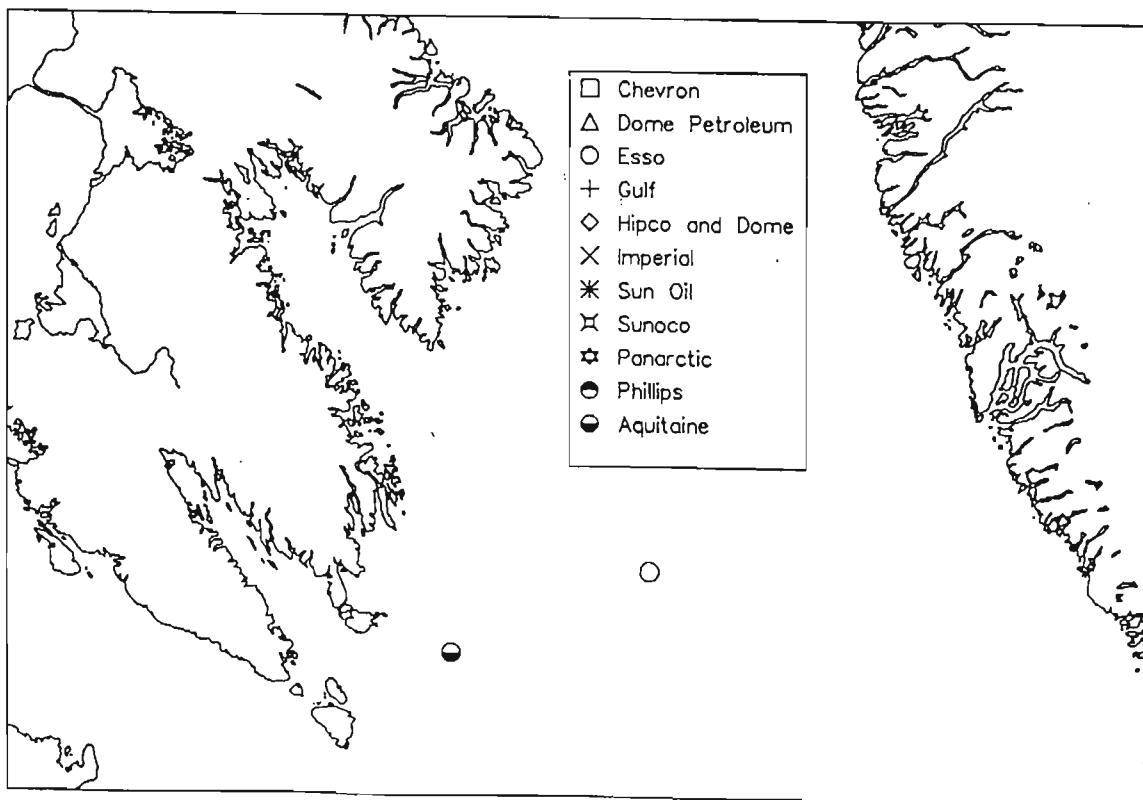 Chevron
Dome Petroleum
Esso
Gulf
Hipco and Dome
Imperial
Sun Oil
Sunoco
Panarctic
Phillips
Aquitaine